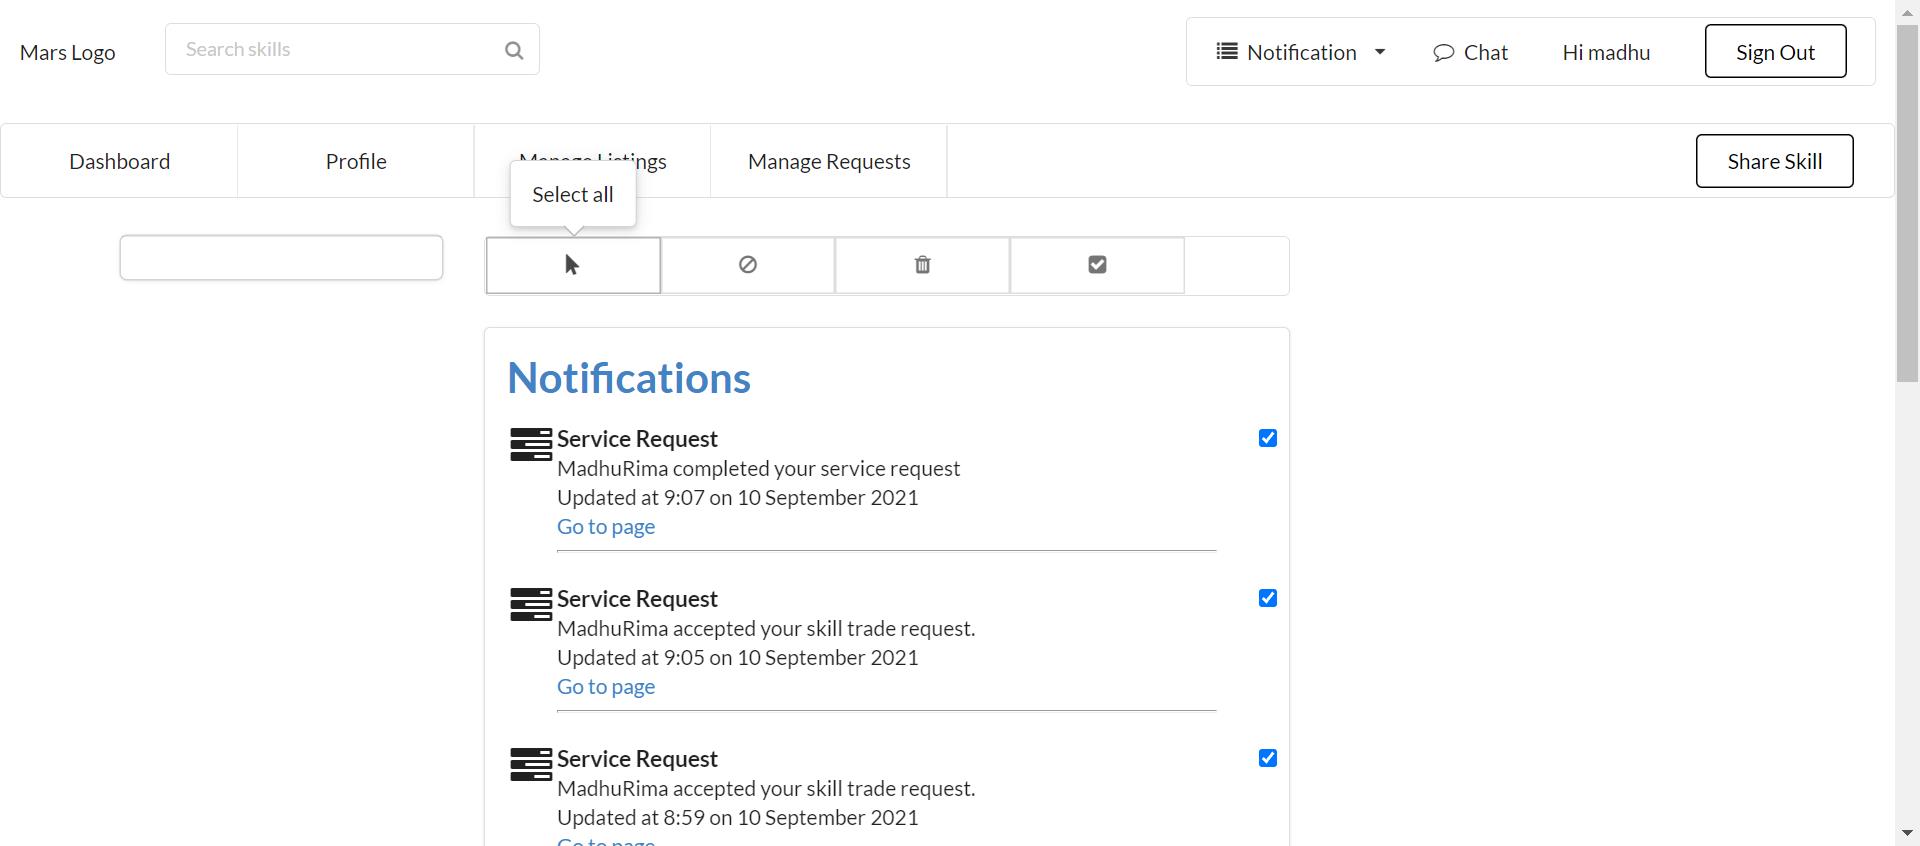 Mars Logo
Search skills
Notification
Chat
Hi madhu
Sign Out
Dashboard
Profile
Manage Listings
Manage Requests
Share Skill
Select all
Notifications
Service Request
MadhuRima completed your service request
Updated at 9:07 on 10 September 2021
Go to page
Service Request
MadhuRima accepted your skill trade request.
Updated at 9:05 on 10 September 2021
Go to page
Service Request
MadhuRima accepted your skill trade request.
Updated at 8:59 on 10 September 2021
Go to page